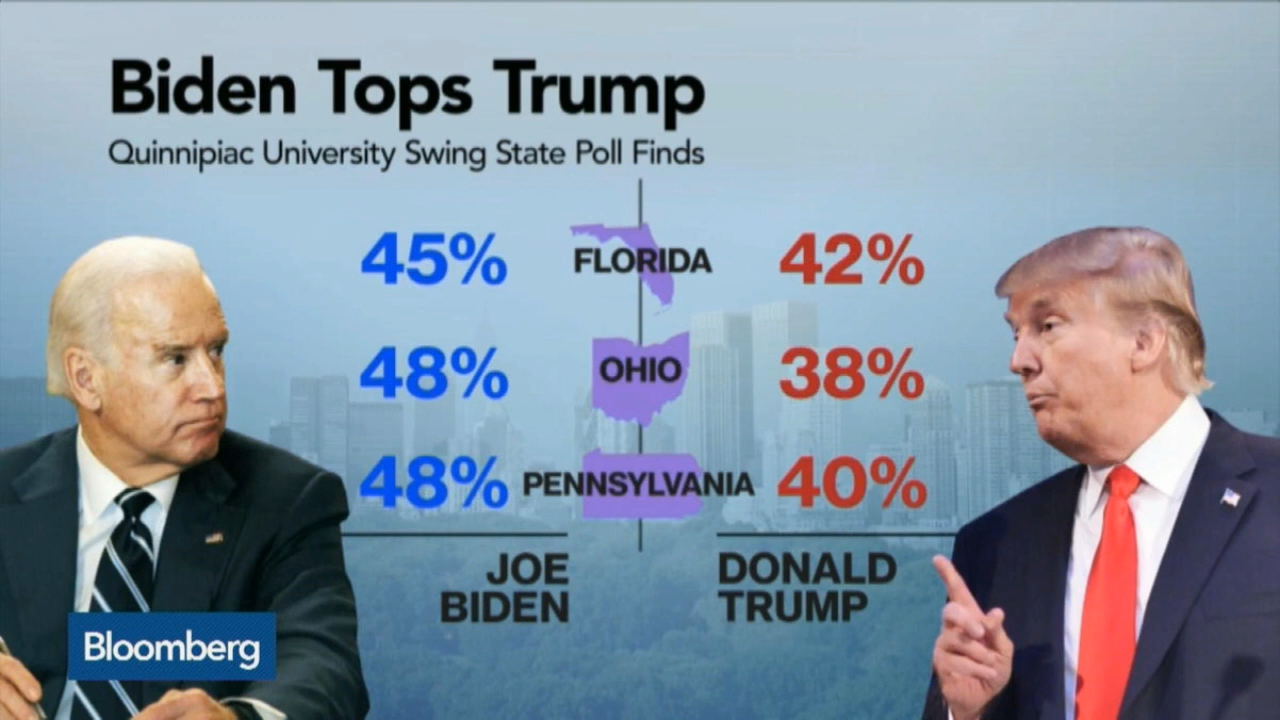 Biden Tops Trump
Quinnipiac University Swing State Poll Finds
45% FLORIDA 42%
48% OHIO 38%
48% PENNSYLVANIA 40%
JOE
BIDEN
DONALD
TRUMP
Bloomberg